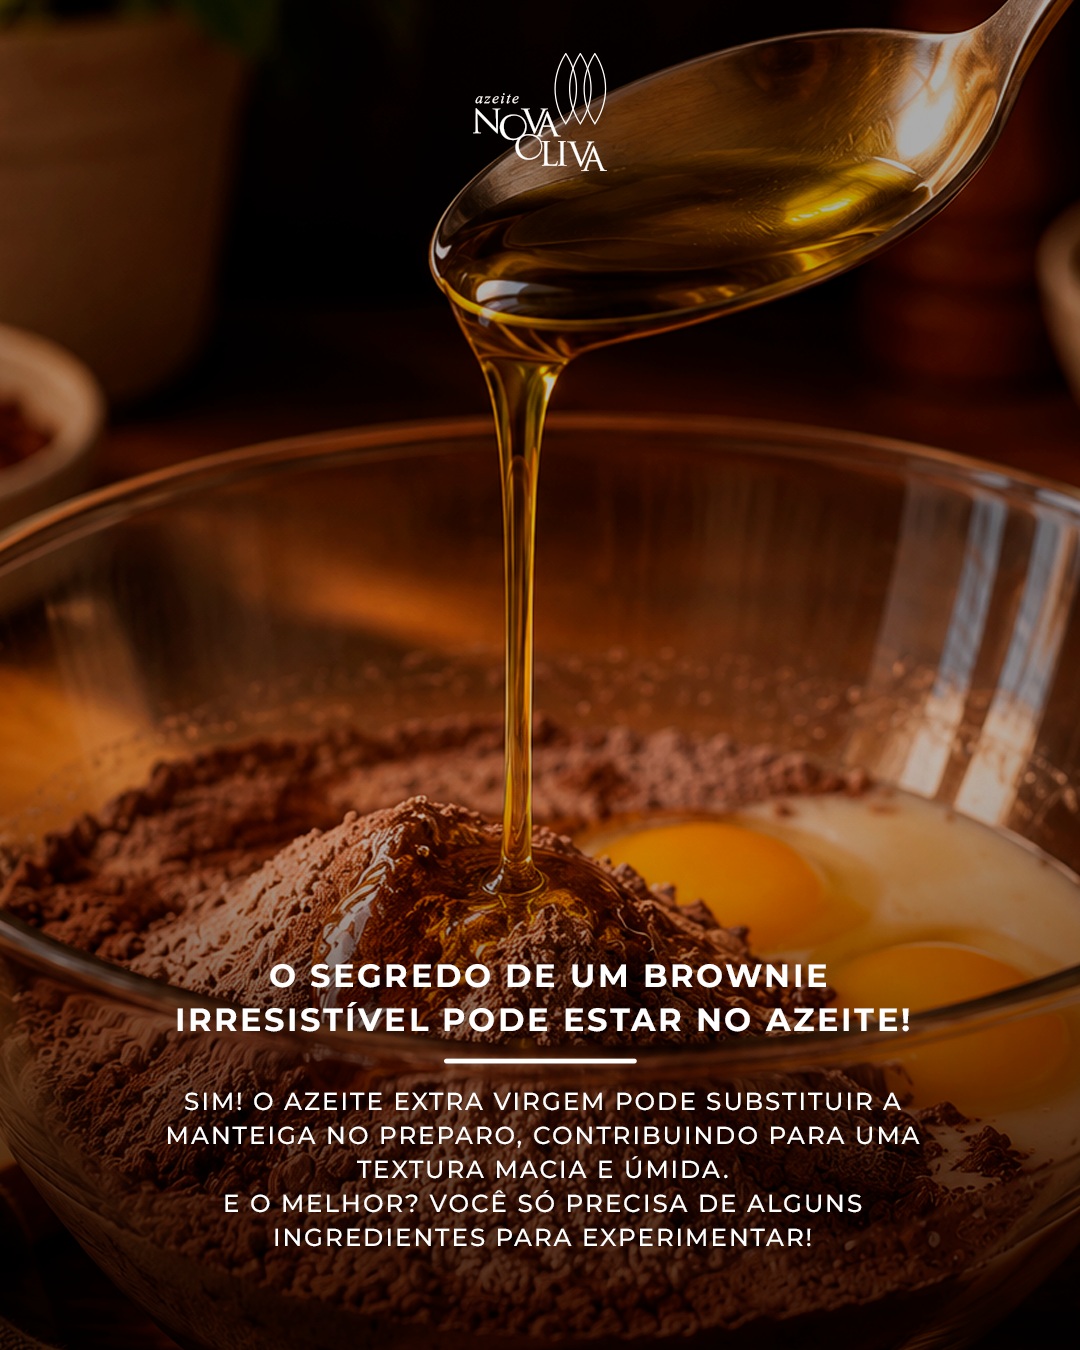 azeite
NOVA
OLIVA
O SEGREDO DE UM BROWNIE
IRRESISTÍVEL PODE ESTAR NO AZEITE!
SIM! O AZEITE EXTRA VIRGEM PODE SUBSTITUIR A
MANTEIGA NO PREPARO, CONTRIBUINDO PARA UMA
TEXTURA MACIA E ÚMIDA.
E O MELHOR? VOCÊ SÓ PRECISA DE ALGUNS
INGREDIENTES PARA EXPERIMENTAR!